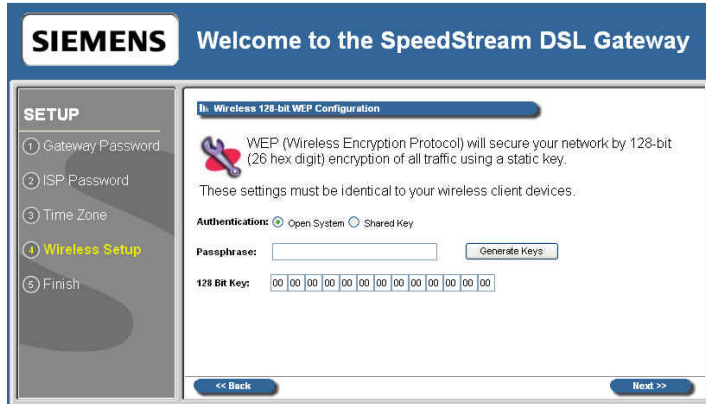 SIEMENS
Welcome to the SpeedStream DSL Gateway
SETUP
1 Gateway Password
2 ISP Password
3 Time Zone
4 Wireless Setup
5 Finish
Wireless 128-bit WEP Configuration
WEP (Wireless Encryption Protocol) will secure your network by 128-bit
(26 hex digit) encryption of all traffic using a static key.
These settings must be identical to your wireless client devices.
Authentication: Open System Shared Key
Passphrase: Generate Keys
128 Bit Key: 00 00 00 00 00 00 00 00 00 00 00 00 00
<< Back Next >>